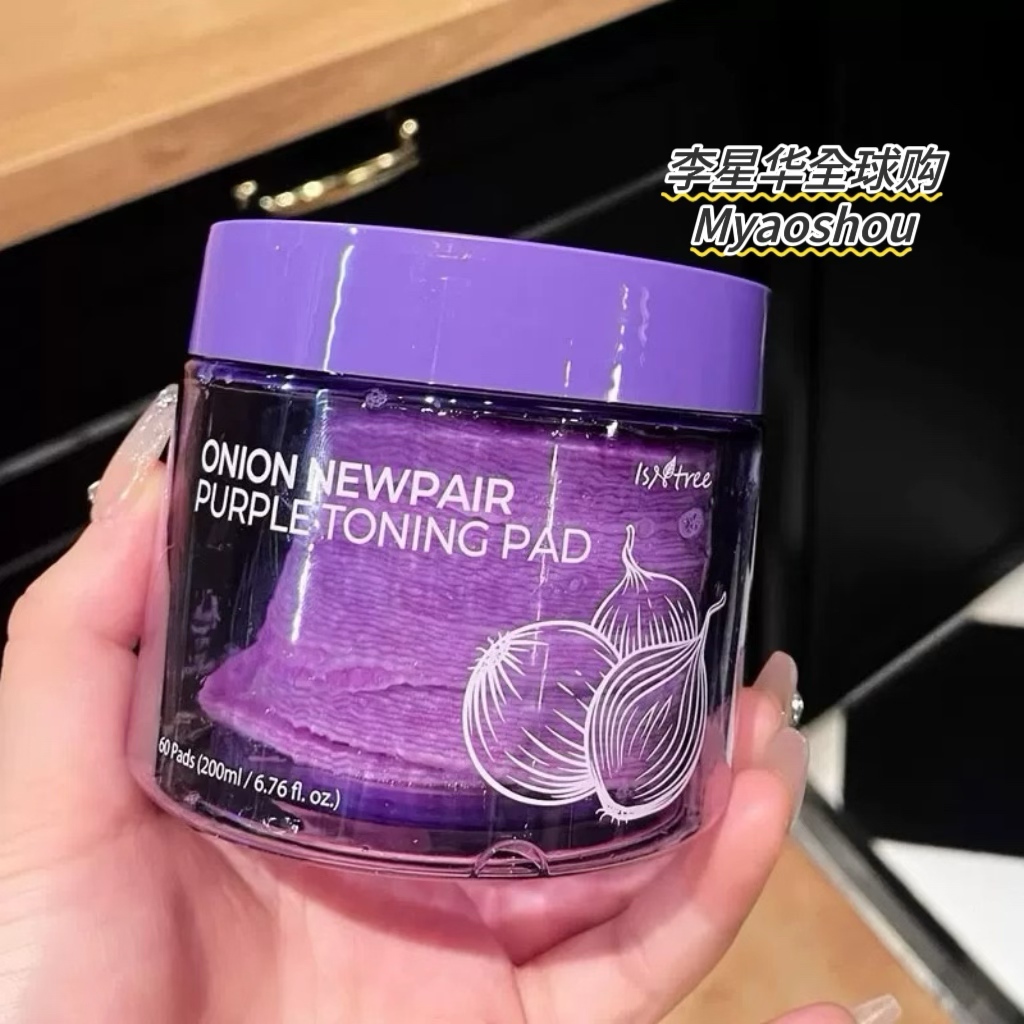 李星华全球购
Myaoshou
ONION NEWPAIR
PURPLE TONING PAD
Isntree
60 Pads (200ml / 6.76 fl. oz.)